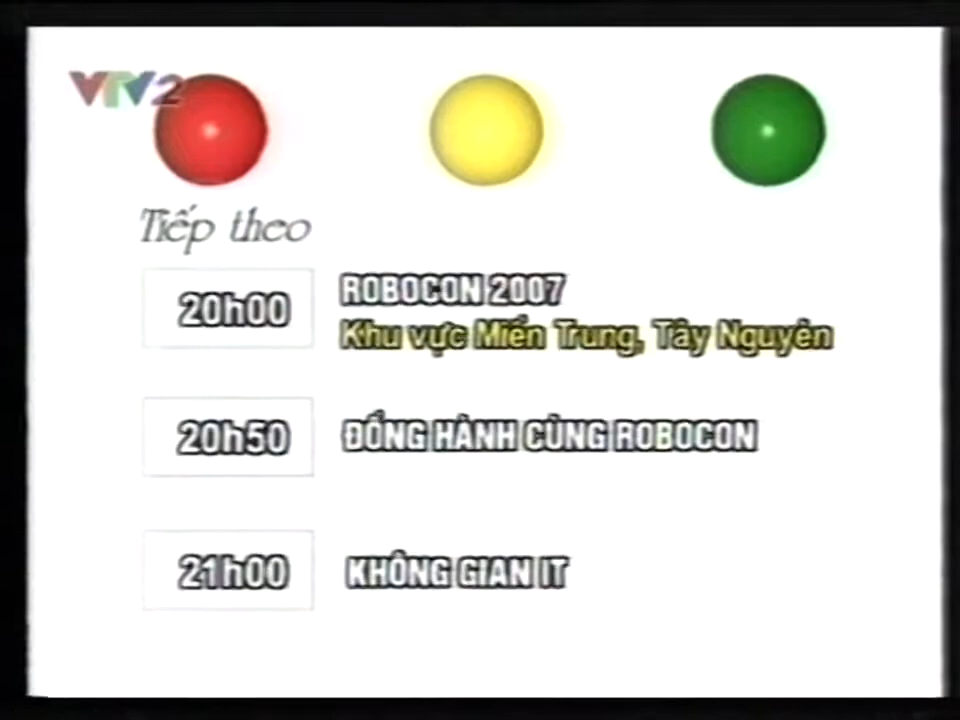 VTV2
Tiếp theo
20h00 ROBOCON 2007
Khu vực Miền Trung, Tây Nguyên
20h50 ĐỒNG HÀNH CÙNG ROBOCON
21h00 KHÔNG GIAN IT